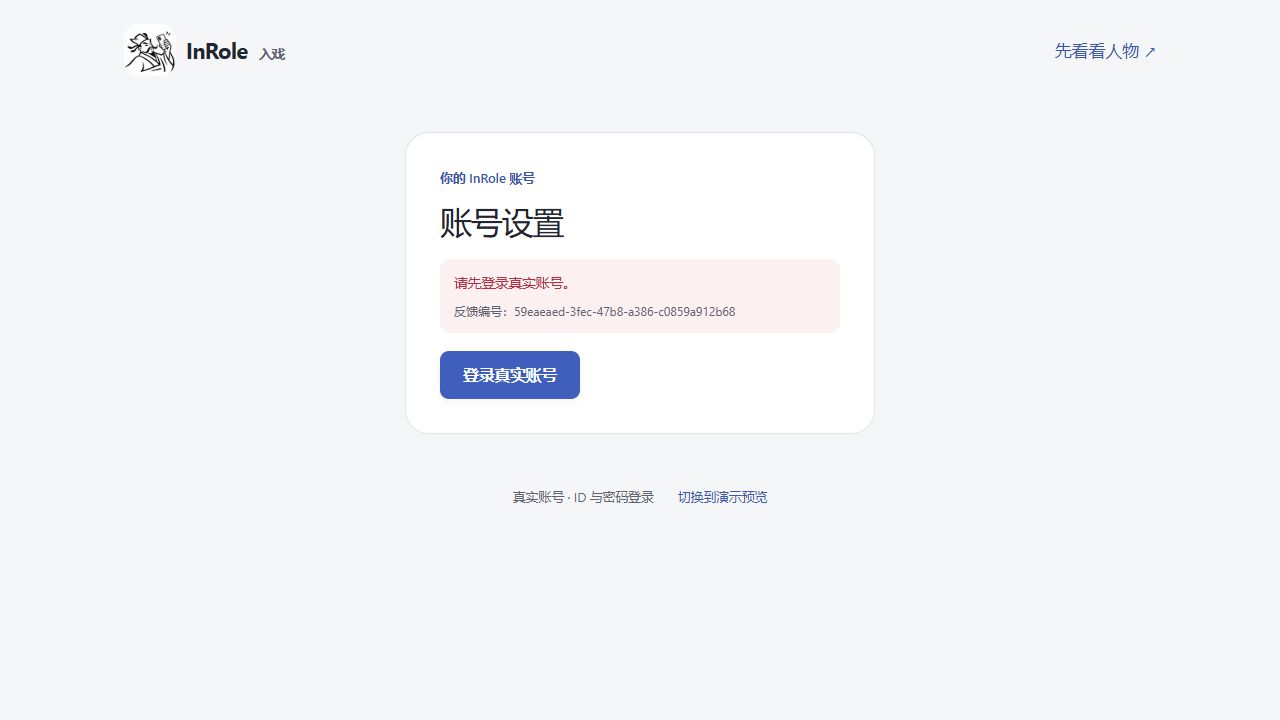 InRole 入戏
先看看人物 ↗
你的 InRole 账号
账号设置
请先登录真实账号。
反馈编号：59eaeaed-3fec-47b8-a386-c0859a912b68
登录真实账号
真实账号 · ID 与密码登录 切换到演示预览